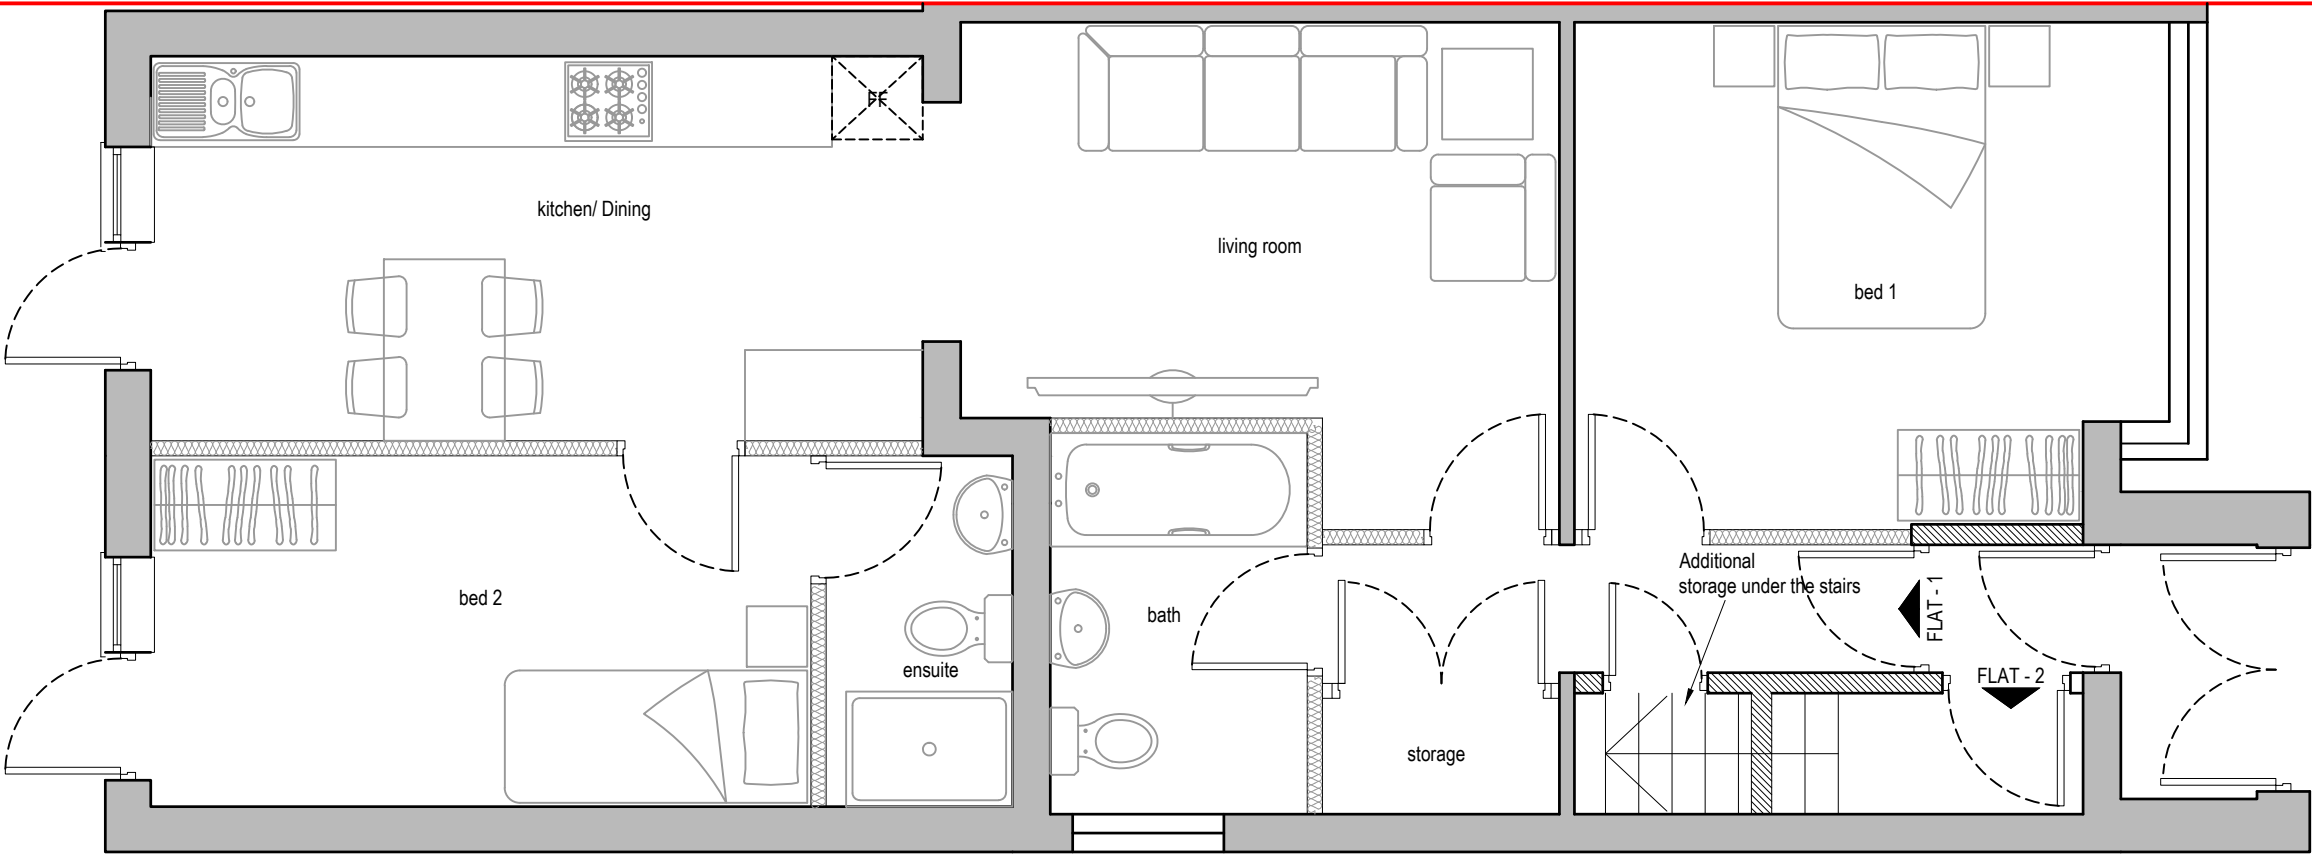 FF
kitchen/ Dining
living room
bed 1
Additional
storage under the stairs
FLAT - 1
bed 2
bath
ensuite
FLAT - 2
storage